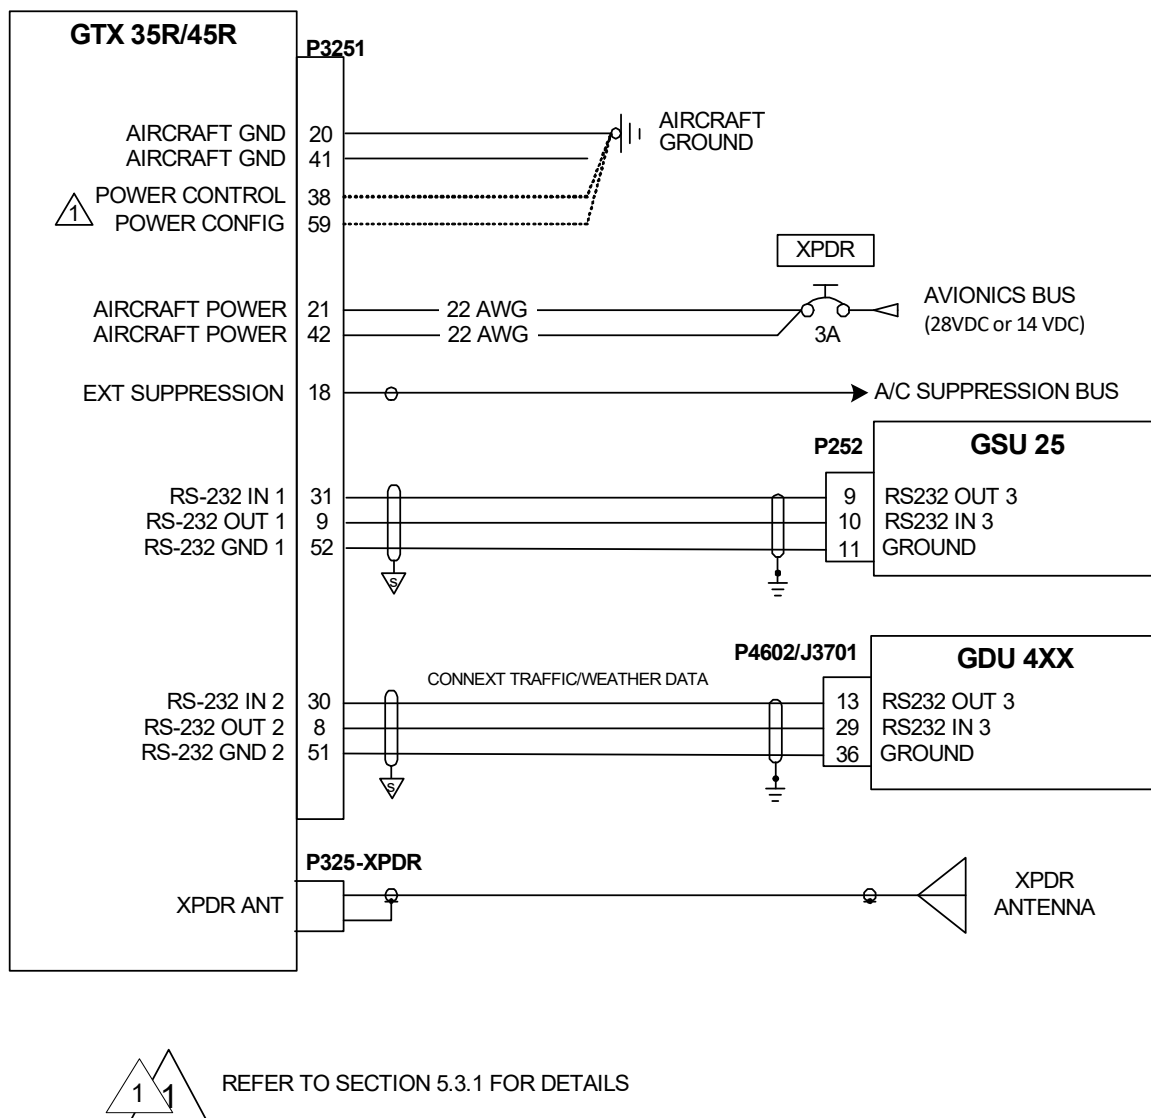 GTX 35R/45R
P3251
AIRCRAFT GND 20
AIRCRAFT GND 41
AIRCRAFT
GROUND
1
POWER CONTROL 38
POWER CONFIG 59
XPDR
AIRCRAFT POWER 21 22 AWG
AIRCRAFT POWER 42 22 AWG
3A
AVIONICS BUS
(28VDC or 14 VDC)
EXT SUPPRESSION 18 A/C SUPPRESSION BUS
P252
GSU 25
RS-232 IN 1 31 9 RS232 OUT 3
RS-232 OUT 1 9 10 RS232 IN 3
RS-232 GND 1 52 11 GROUND
S
P4602/J3701
GDU 4XX
CONNEXT TRAFFIC/WEATHER DATA
RS-232 IN 2 30 13 RS232 OUT 3
RS-232 OUT 2 8 29 RS232 IN 3
RS-232 GND 2 51 36 GROUND
S
P325-XPDR
XPDR ANT
XPDR
ANTENNA
1 1 REFER TO SECTION 5.3.1 FOR DETAILS